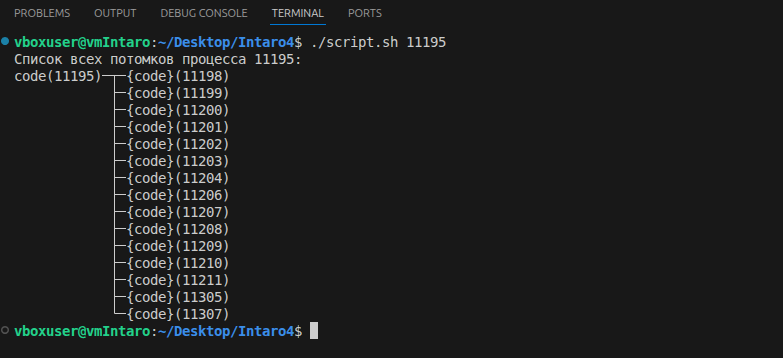 PROBLEMS OUTPUT DEBUG CONSOLE TERMINAL PORTS
vboxuser@vmIntaro:~/Desktop/Intaro4$ ./script.sh 11195
Список всех потомков процесса 11195:
code(11195)─┬─{code}(11198)
            ├─{code}(11199)
            ├─{code}(11200)
            ├─{code}(11201)
            ├─{code}(11202)
            ├─{code}(11203)
            ├─{code}(11204)
            ├─{code}(11206)
            ├─{code}(11207)
            ├─{code}(11208)
            ├─{code}(11209)
            ├─{code}(11210)
            ├─{code}(11211)
            ├─{code}(11305)
            └─{code}(11307)
vboxuser@vmIntaro:~/Desktop/Intaro4$